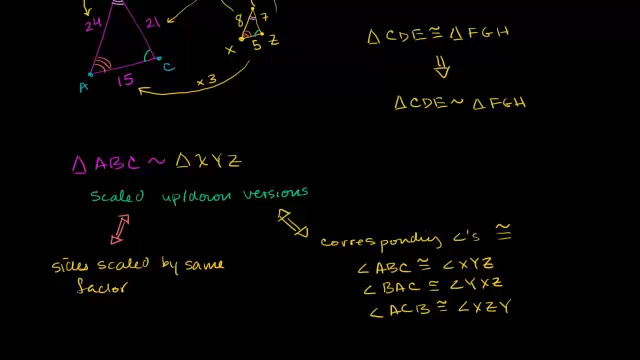 24
21
8
7
X 5 Z
A 15 C
×3
△ CDE ≅ △ FGH
⇓
△ CDE ~ △ FGH
△ ABC ~ △ XYZ
scaled up/down versions
sides scaled by same
factor
corresponding ∠'s ≅
∠ ABC ≅ ∠ XYZ
∠ BAC ≅ ∠ YXZ
∠ ACB ≅ ∠ XZY